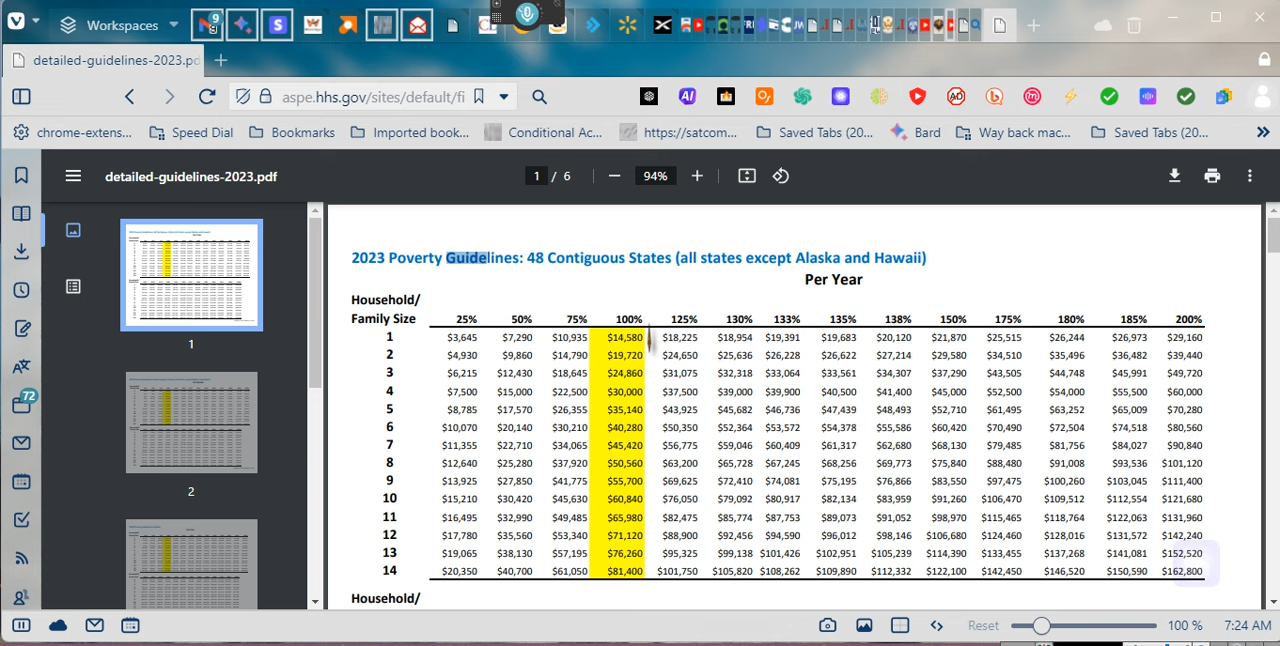 Workspaces
9
detailed-guidelines-2023.pd
aspe.hhs.gov/sites/default/fi
chrome-exten... Speed Dial Bookmarks Imported book... Conditional Ac... https://satcom... Saved Tabs (20... Bard Way back mac... Saved Tabs (20...
detailed-guidelines-2023.pdf 1 / 6 94%
72
1
2
2023 Poverty Guidelines: 48 Contiguous States (all states except Alaska and Hawaii)
Per Year
Household/
Family Size 25% 50% 75% 100% 125% 130% 133% 135% 138% 150% 175% 180% 185% 200%
1 $3,645 $7,290 $10,935 $14,580 $18,225 $18,954 $19,391 $19,683 $20,120 $21,870 $25,515 $26,244 $26,973 $29,160
2 $4,930 $9,860 $14,790 $19,720 $24,650 $25,636 $26,228 $26,622 $27,214 $29,580 $34,510 $35,496 $36,482 $39,440
3 $6,215 $12,430 $18,645 $24,860 $31,075 $32,318 $33,064 $33,561 $34,307 $37,290 $43,505 $44,748 $45,991 $49,720
4 $7,500 $15,000 $22,500 $30,000 $37,500 $39,000 $39,900 $40,500 $41,400 $45,000 $52,500 $54,000 $55,500 $60,000
5 $8,785 $17,570 $26,355 $35,140 $43,925 $45,682 $46,736 $47,439 $48,493 $52,710 $61,495 $63,252 $65,009 $70,280
6 $10,070 $20,140 $30,210 $40,280 $50,350 $52,364 $53,572 $54,378 $55,586 $60,420 $70,490 $72,504 $74,518 $80,560
7 $11,355 $22,710 $34,065 $45,420 $56,775 $59,046 $60,409 $61,317 $62,680 $68,130 $79,485 $81,756 $84,027 $90,840
8 $12,640 $25,280 $37,920 $50,560 $63,200 $65,728 $67,245 $68,256 $69,773 $75,840 $88,480 $91,008 $93,536 $101,120
9 $13,925 $27,850 $41,775 $55,700 $69,625 $72,410 $74,081 $75,195 $76,866 $83,550 $97,475 $100,260 $103,045 $111,400
10 $15,210 $30,420 $45,630 $60,840 $76,050 $79,092 $80,917 $82,134 $83,959 $91,260 $106,470 $109,512 $112,554 $121,680
11 $16,495 $32,990 $49,485 $65,980 $82,475 $85,774 $87,753 $89,073 $91,052 $98,970 $115,465 $118,764 $122,063 $131,960
12 $17,780 $35,560 $53,340 $71,120 $88,900 $92,456 $94,590 $96,012 $98,146 $106,680 $124,460 $128,016 $131,572 $142,240
13 $19,065 $38,130 $57,195 $76,260 $95,325 $99,138 $101,426 $102,951 $105,239 $114,390 $133,455 $137,268 $141,081 $152,520
14 $20,350 $40,700 $61,050 $81,400 $101,750 $105,820 $108,262 $109,890 $112,332 $122,100 $142,450 $146,520 $150,590 $162,800
Household/
Reset 100 % 7:24 AM